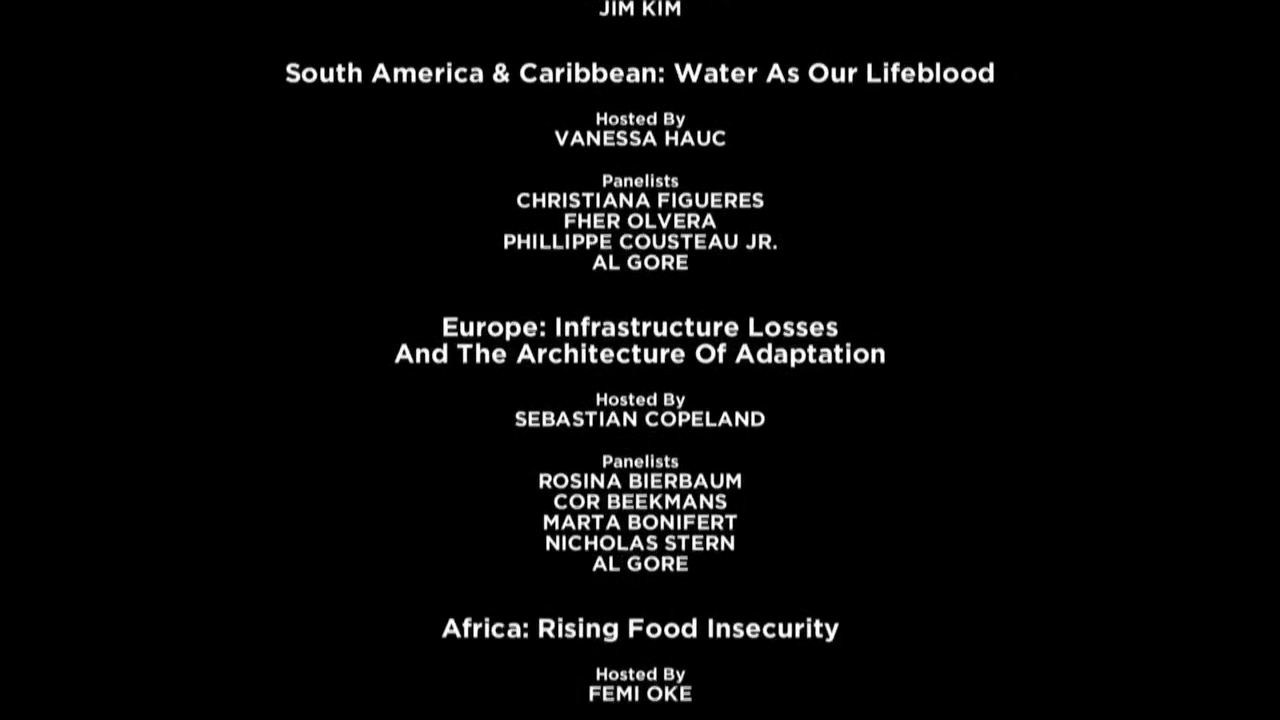 JIM KIM
South America & Caribbean: Water As Our Lifeblood
Hosted By
VANESSA HAUC
Panelists
CHRISTIANA FIGUERES
FHER OLVERA
PHILLIPPE COUSTEAU JR.
AL GORE
Europe: Infrastructure Losses
And The Architecture Of Adaptation
Hosted By
SEBASTIAN COPELAND
Panelists
ROSINA BIERBAUM
COR BEEKMANS
MARTA BONIFERT
NICHOLAS STERN
AL GORE
Africa: Rising Food Insecurity
Hosted By
FEMI OKE